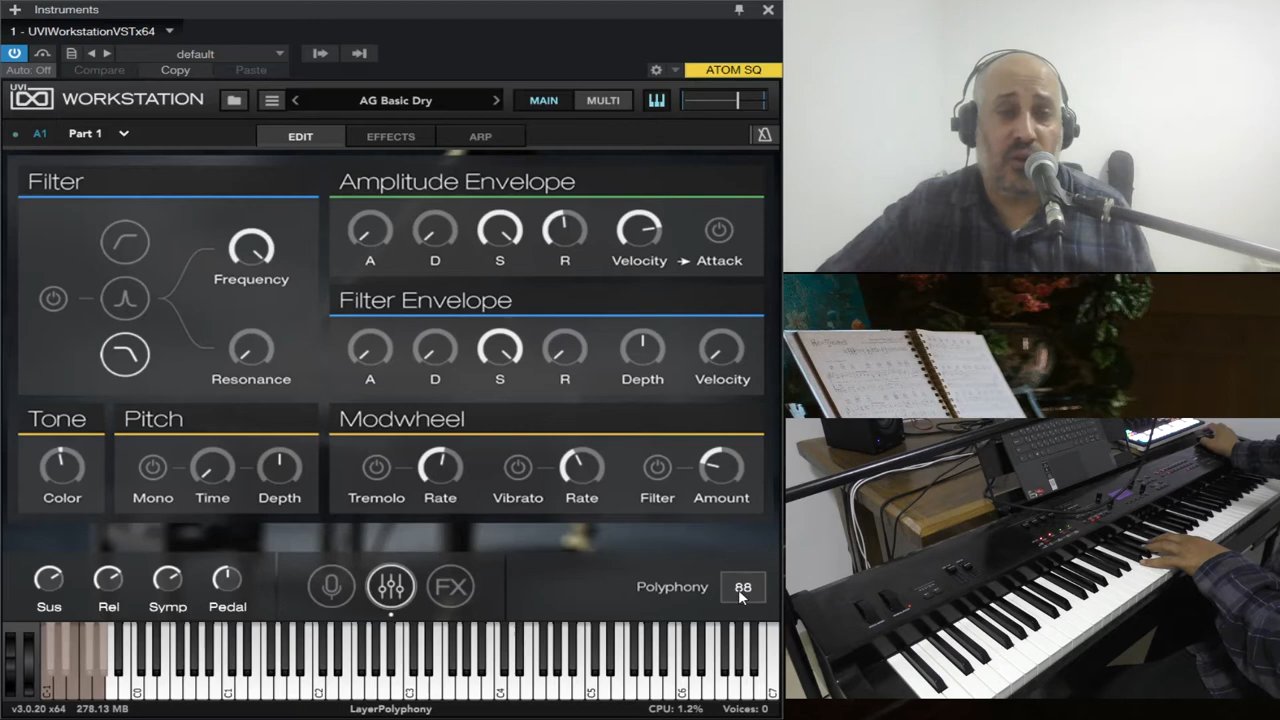 Instruments
1 - UVIWorkstationVSTx64
default
Auto: Off Compare Copy Paste ATOM SQ
UVI WORKSTATION AG Basic Dry MAIN MULTI
A1 Part 1 EDIT EFFECTS ARP
Filter
Frequency
Resonance
Amplitude Envelope
A D S R Velocity Attack
Filter Envelope
A D S R Depth Velocity
Tone
Color
Pitch
Mono Time Depth
Modwheel
Tremolo Rate Vibrato Rate Filter Amount
Sus Rel Symp Pedal FX Polyphony 88
C-1 C0 C1 C2 C3 C4 C5 C6 C7
v3.0.20 x64 278.13 MB LayerPolyphony CPU: 1.2% Voices: 0